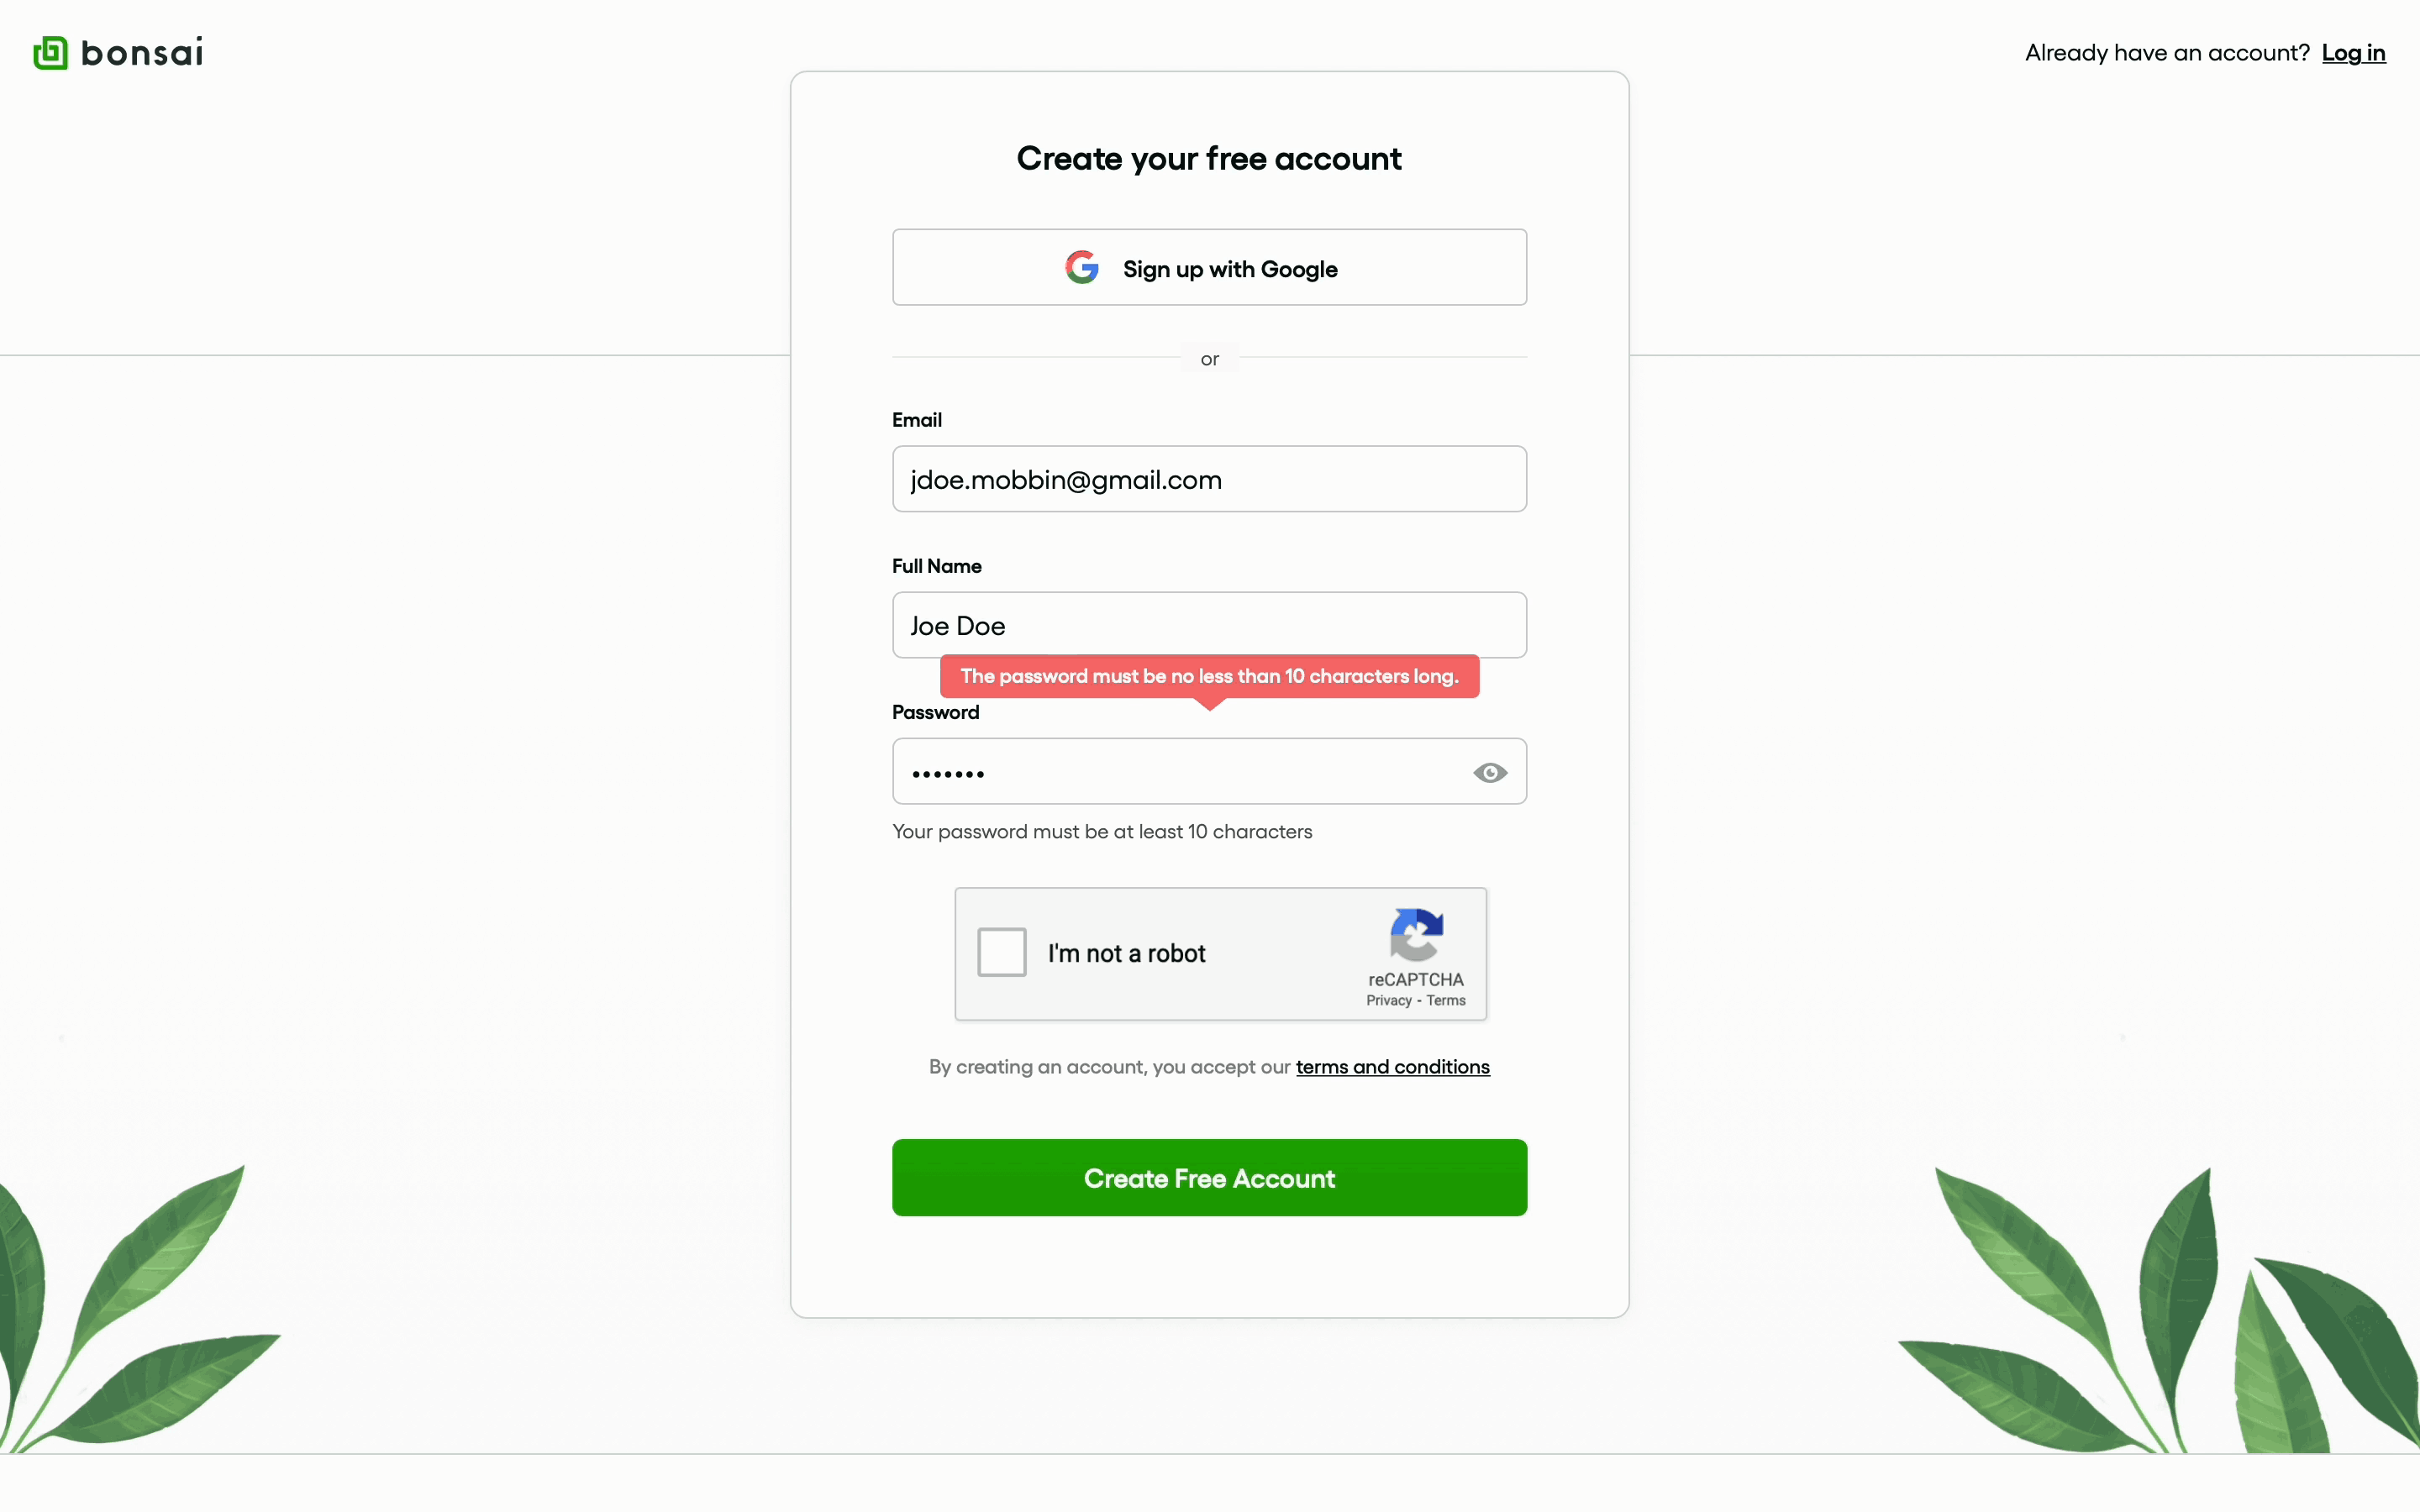 bonsai
Already have an account? Log in
Create your free account
Sign up with Google
or
Email
jdoe.mobbin@gmail.com
Full Name
Joe Doe
The password must be no less than 10 characters long.
Password
•••••••
Your password must be at least 10 characters
I'm not a robot
reCAPTCHA
Privacy - Terms
By creating an account, you accept our terms and conditions
Create Free Account